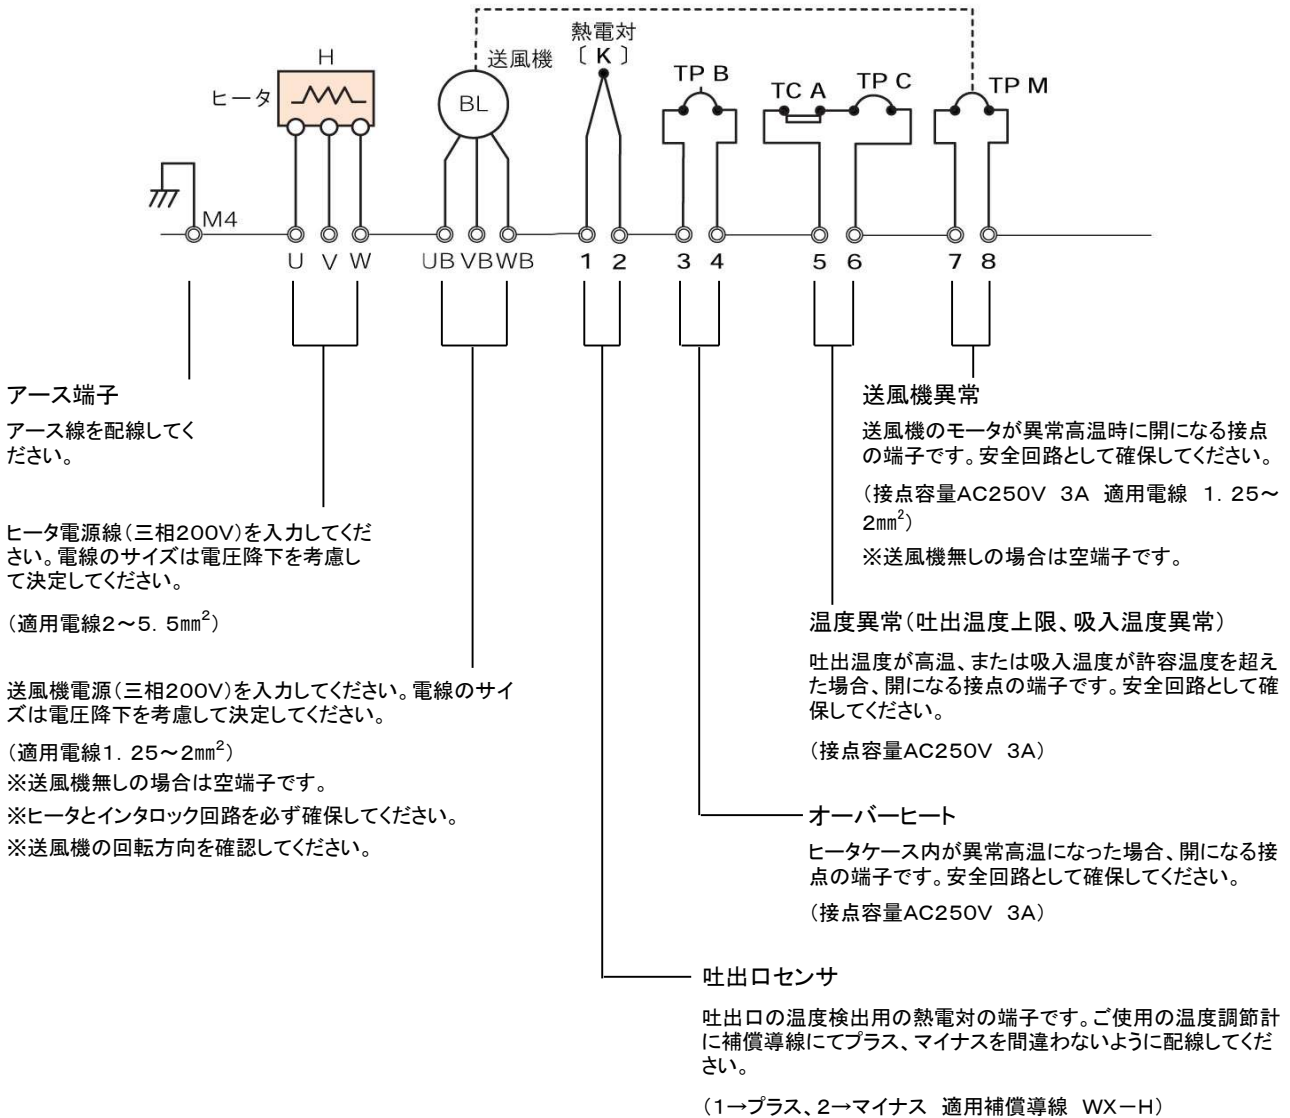 熱電対
〔 K 〕
H
送風機
TP B
TC A
TP C
TP M
ヒータ
BL
M4
U V W UB VB WB 1 2 3 4 5 6 7 8
アース端子
アース線を配線してく
ださい。
ヒータ電源線(三相200V)を入力してくだ
さい。電線のサイズは電圧降下を考慮し
て決定してください。
(適用電線2~5.5㎜²)
送風機電源(三相200V)を入力してください。電線のサイ
ズは電圧降下を考慮して決定してください。
(適用電線1.25~2㎜²)
※送風機無しの場合は空端子です。
※ヒータとインタロック回路を必ず確保してください。
※送風機の回転方向を確認してください。
送風機異常
送風機のモータが異常高温時に開になる接点
の端子です。安全回路として確保してください。
(接点容量AC250V 3A 適用電線 1.25~
2㎜²)
※送風機無しの場合は空端子です。
温度異常(吐出温度上限、吸入温度異常)
吐出温度が高温、または吸入温度が許容温度を超え
た場合、開になる接点の端子です。安全回路として確
保してください。
(接点容量AC250V 3A)
オーバーヒート
ヒータケース内が異常高温になった場合、開になる接
点の端子です。安全回路として確保してください。
(接点容量AC250V 3A)
吐出口センサ
吐出口の温度検出用の熱電対の端子です。ご使用の温度調節計
に補償導線にてプラス、マイナスを間違わないように配線してくだ
さい。
(1→プラス、2→マイナス 適用補償導線 WX-H)